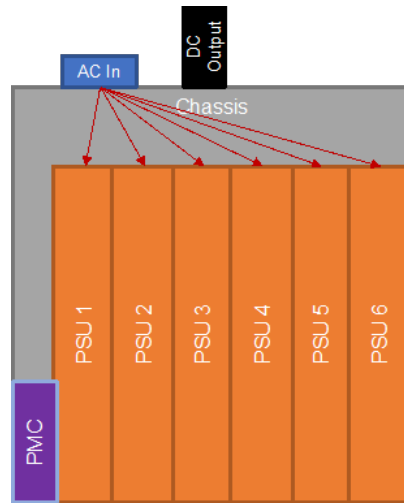 AC In
DC
Output
Chassis
PSU 1
PSU 2
PSU 3
PSU 4
PSU 5
PSU 6
PMC